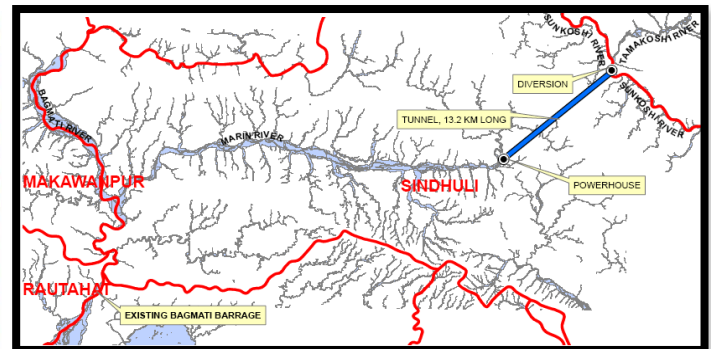 SUNKOSHI RIVER
TAMAKOSHI RIVER
DIVERSION
SUNKOSHI RIVER
BAGMATI RIVER
TUNNEL, 13.2 KM LONG
MARIN RIVER
MAKAWANPUR
SINDHULI
POWERHOUSE
RAUTAHAT
EXISTING BAGMATI BARRAGE